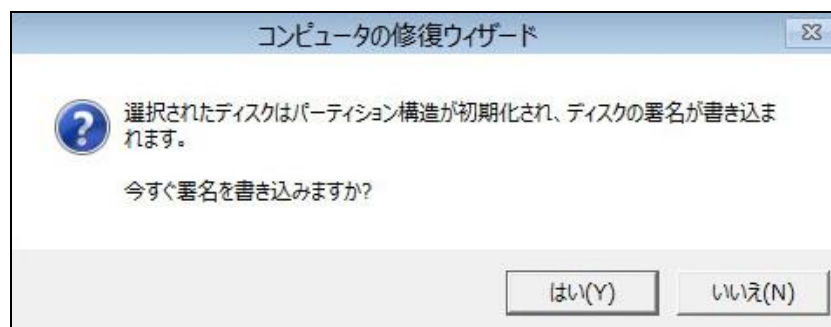 コンピュータの修復ウィザード
選択されたディスクはパーティション構造が初期化され、ディスクの署名が書き込ま
れます。
今すぐ署名を書き込みますか?
はい(Y)
いいえ(N)